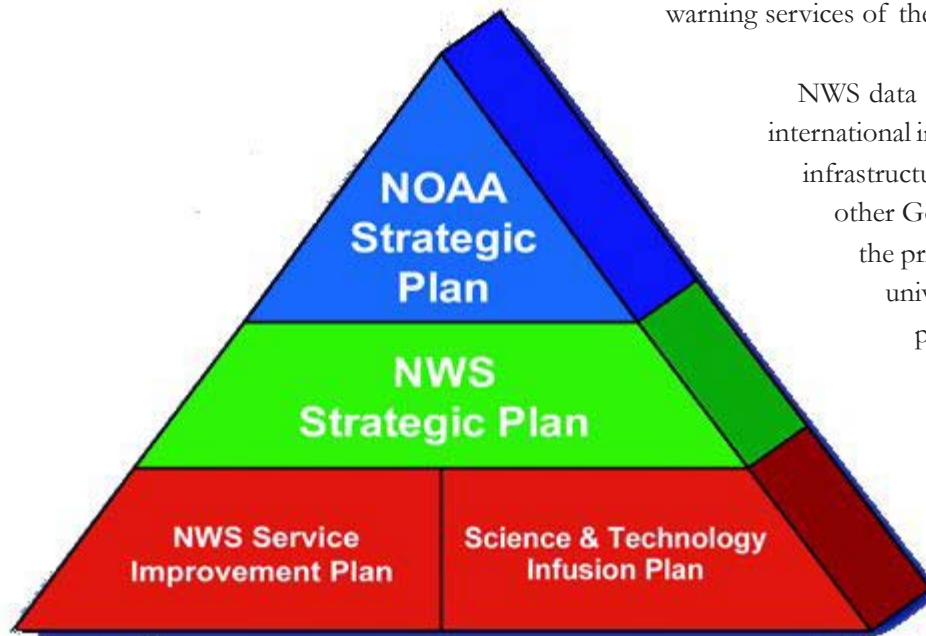 warning services of the
NWS data
international
infrastructu
other Go
the pr
univ
p
NOAA
Strategic
Plan
NWS
Strategic Plan
NWS Service
Improvement Plan
Science & Technology
Infusion Plan